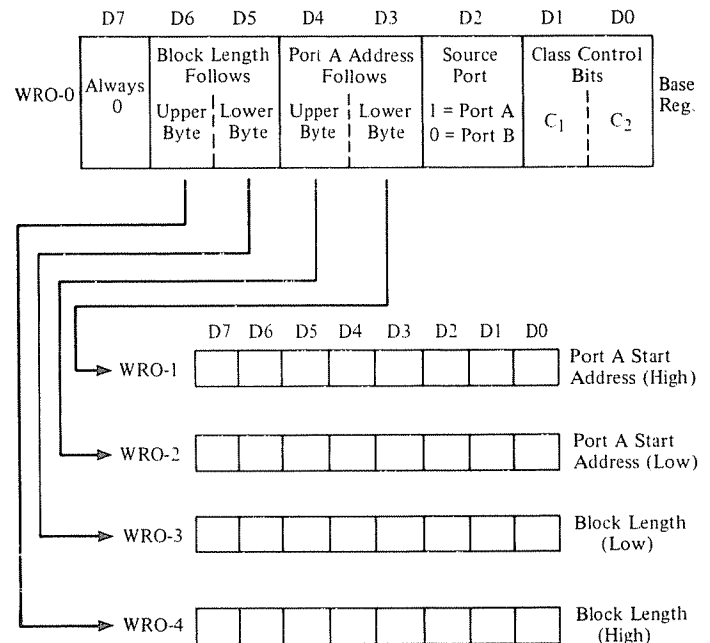 D7 D6 D5 D4 D3 D2 D1 D0
WRO-0
Always
0
Block Length
Follows
Upper
Byte
Lower
Byte
Port A Address
Follows
Upper
Byte
Lower
Byte
Source
Port
1 = Port A
0 = Port B
Class Control
Bits
C1
C2
Base
Reg.
D7 D6 D5 D4 D3 D2 D1 D0
WRO-1
Port A Start
Address (High)
WRO-2
Port A Start
Address (Low)
WRO-3
Block Length
(Low)
WRO-4
Block Length
(High)